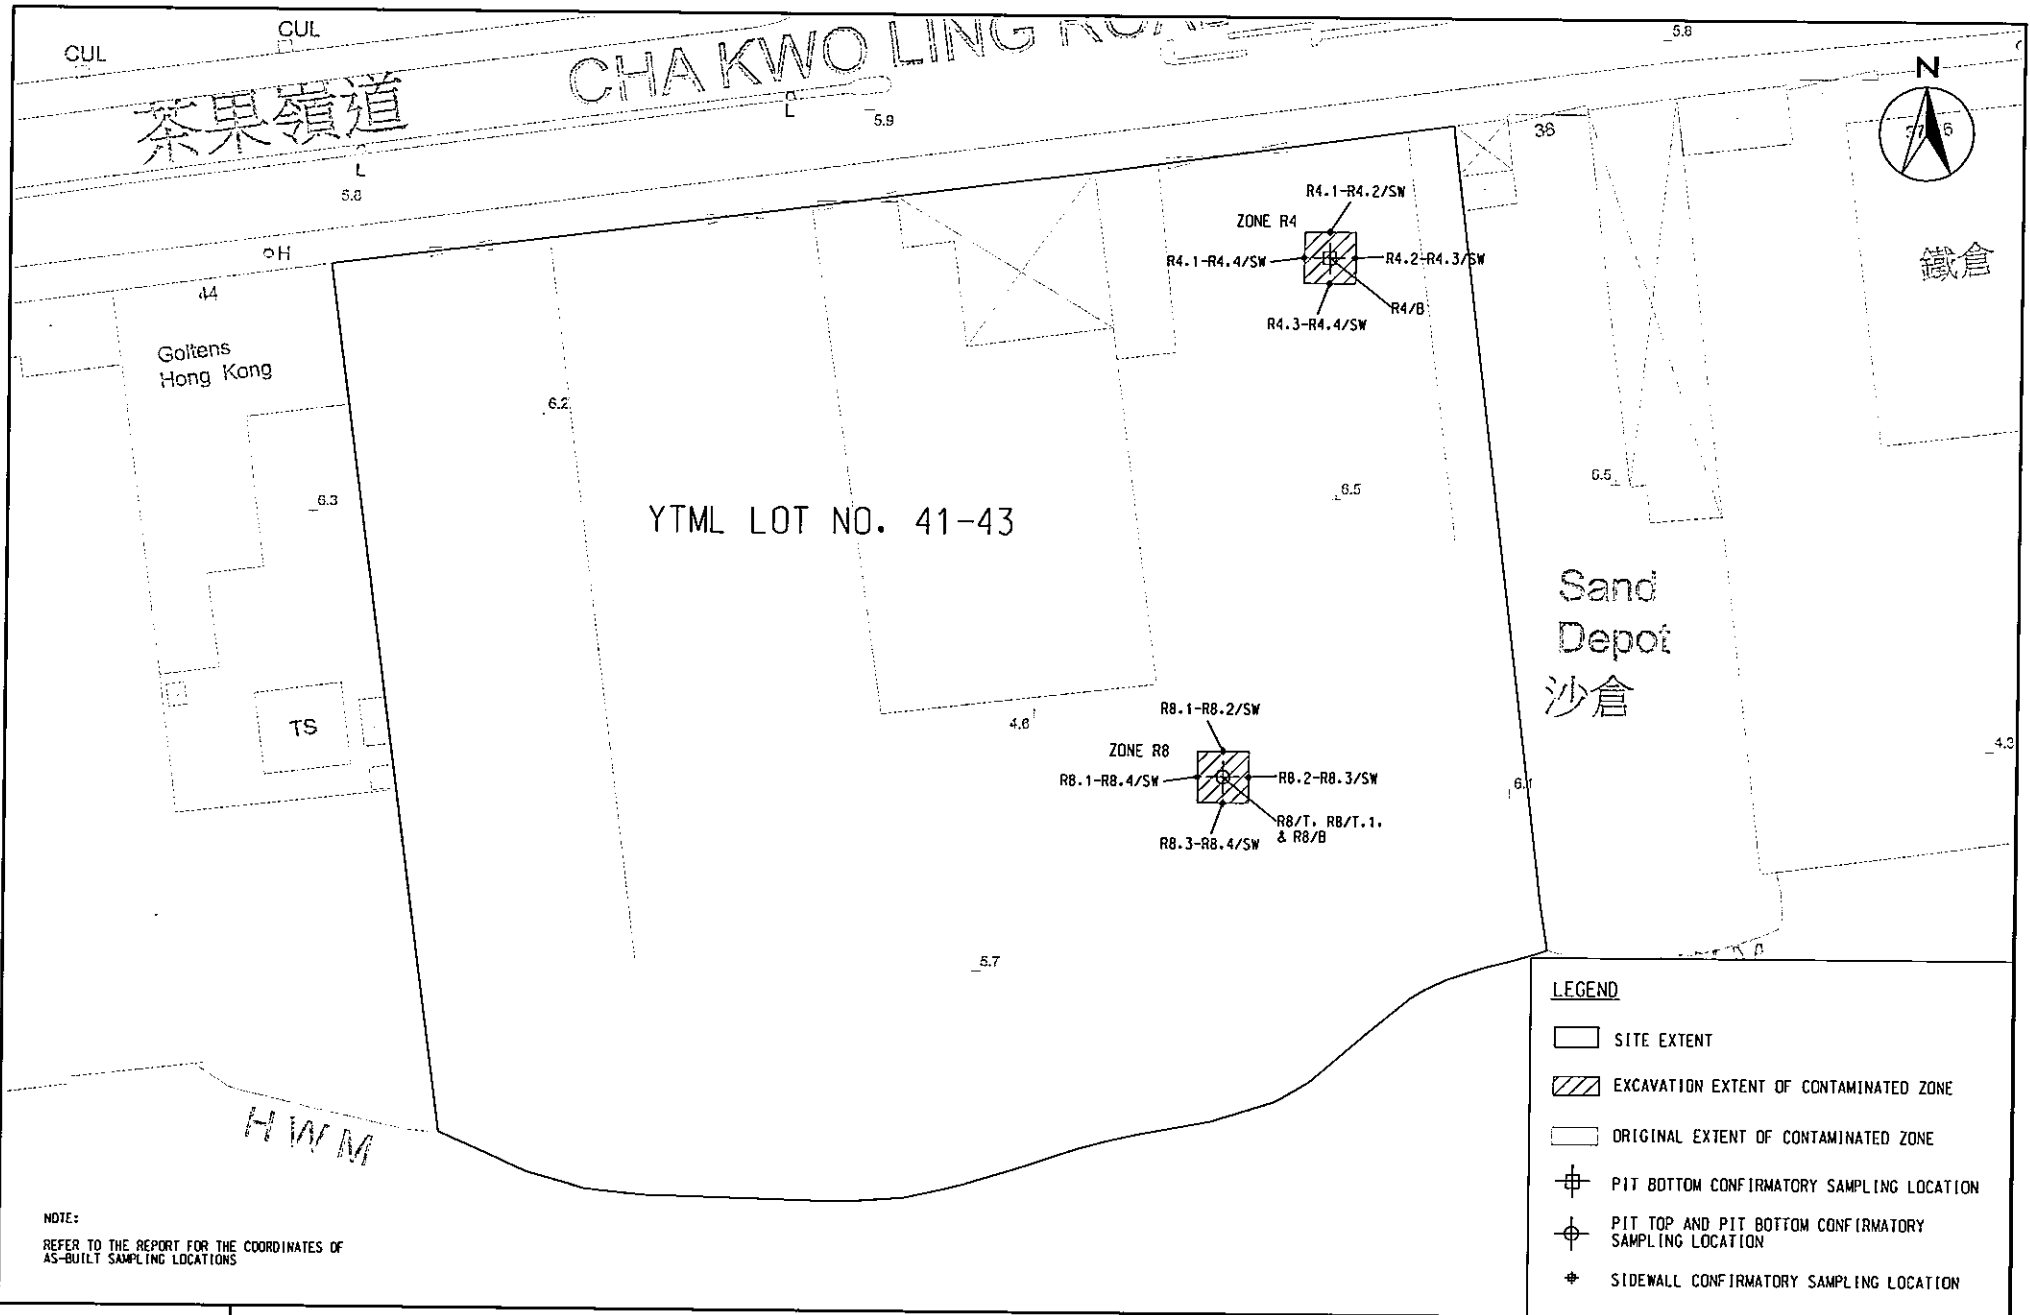 CUL
CUL
茶果嶺道
CHA KWO LING
5.8
5.9
L
L
5.8
N
H
44
36
Goltens
Hong Kong
鐵倉
R4.1-R4.2/SW
ZONE R4
R4.1-R4.4/SW
R4.2-R4.3/SW
R4/B
R4.3-R4.4/SW
6.2
6.3
6.5
6.5
YTML LOT NO. 41-43
Sand
Depot
沙倉
TS
4.6
R8.1-R8.2/SW
ZONE R8
R8.1-R8.4/SW
R8.2-R8.3/SW
R8/T. R8/T.1.
& R8/B
R8.3-R8.4/SW
6.1
4.3
5.7
HWM
LEGEND
SITE EXTENT
EXCAVATION EXTENT OF CONTAMINATED ZONE
ORIGINAL EXTENT OF CONTAMINATED ZONE
PIT BOTTOM CONFIRMATORY SAMPLING LOCATION
PIT TOP AND PIT BOTTOM CONFIRMATORY
SAMPLING LOCATION
SIDEWALL CONFIRMATORY SAMPLING LOCATION
NOTE:
REFER TO THE REPORT FOR THE COORDINATES OF
AS-BUILT SAMPLING LOCATIONS